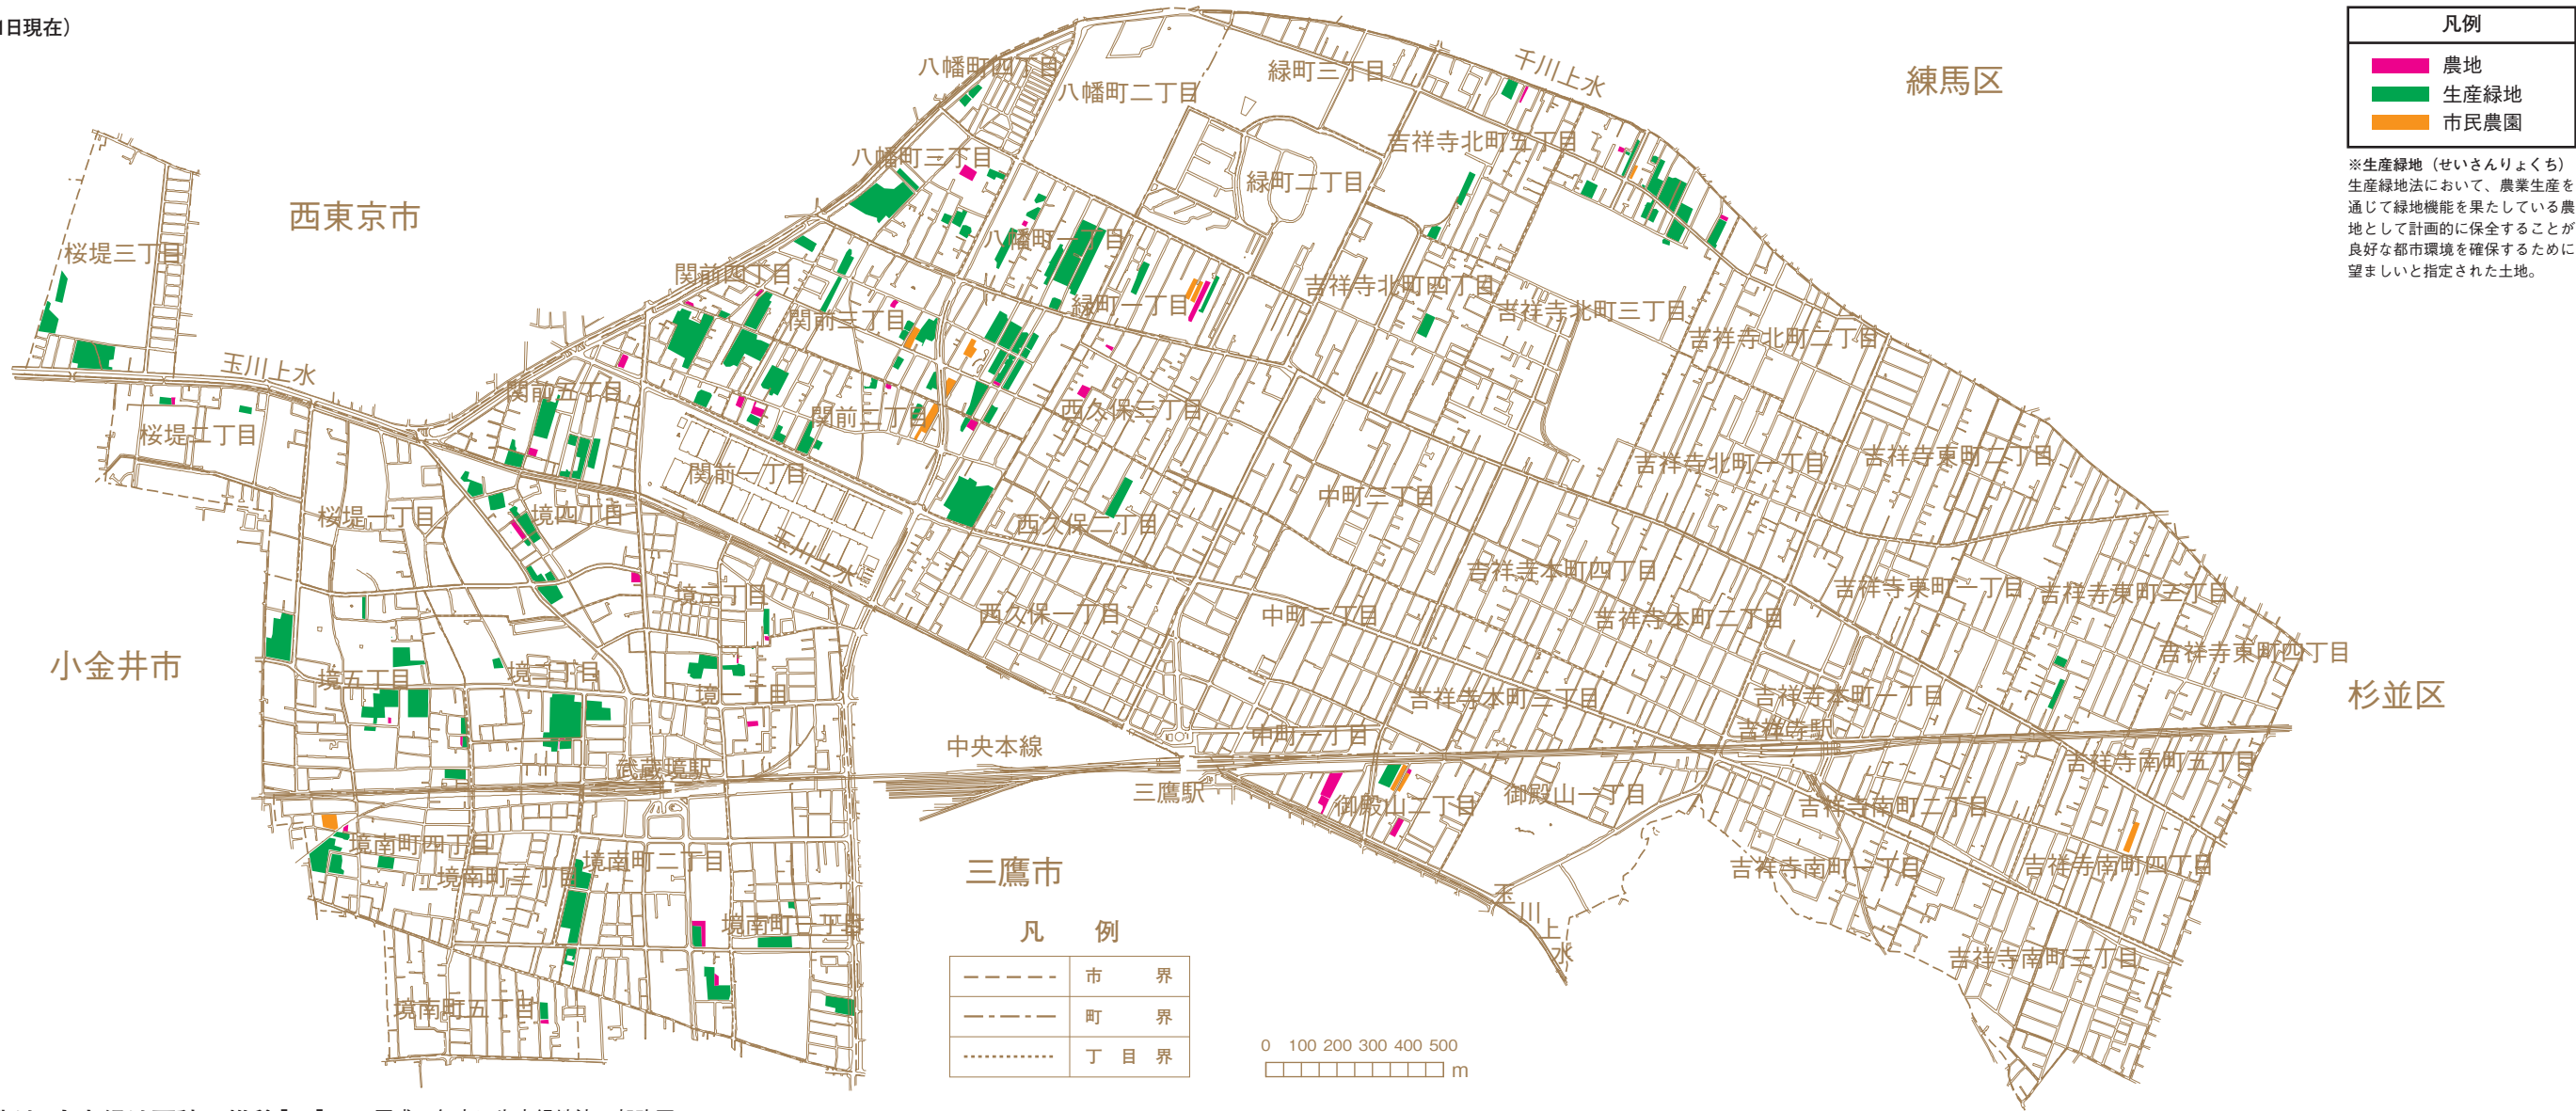 1日現在）
凡例
農地
生産緑地
市民農園
※生産緑地（せいさんりょくち）
生産緑地法において、農業生産を
通じて緑地機能を果たしている農
地として計画的に保全することが
良好な都市環境を確保するために
望ましいと指定された土地。
練馬区
西東京市
小金井市
三鷹市
杉並区
千川上水
八幡町四丁目
八幡町二丁目
緑町三丁目
八幡町三丁目
吉祥寺北町五丁目
緑町二丁目
桜堤三丁目
八幡町一丁目
関前四丁目
緑町一丁目
吉祥寺北町四丁目
吉祥寺北町三丁目
関前三丁目
吉祥寺北町二丁目
玉川上水
関前五丁目
関前二丁目
西久保三丁目
桜堤二丁目
関前一丁目
吉祥寺北町一丁目
吉祥寺東町二丁目
中町三丁目
桜堤一丁目
境四丁目
西久保二丁目
玉川上水
吉祥寺本町四丁目
境二丁目
西久保一丁目
中町二丁目
吉祥寺本町二丁目
吉祥寺東町一丁目
吉祥寺東町三丁目
吉祥寺東町四丁目
境五丁目
境三丁目
境一丁目
吉祥寺本町三丁目
吉祥寺本町一丁目
吉祥寺駅
中町一丁目
中央本線
武蔵境駅
三鷹駅
吉祥寺南町五丁目
御殿山二丁目
御殿山一丁目
吉祥寺南町二丁目
境南町四丁目
境南町二丁目
境南町三丁目
吉祥寺南町一丁目
吉祥寺南町四丁目
境南町一丁目
玉川上水
吉祥寺南町三丁目
境南町五丁目
凡 例
市 界
町 界
丁 目 界
0 100 200 300 400 500
m